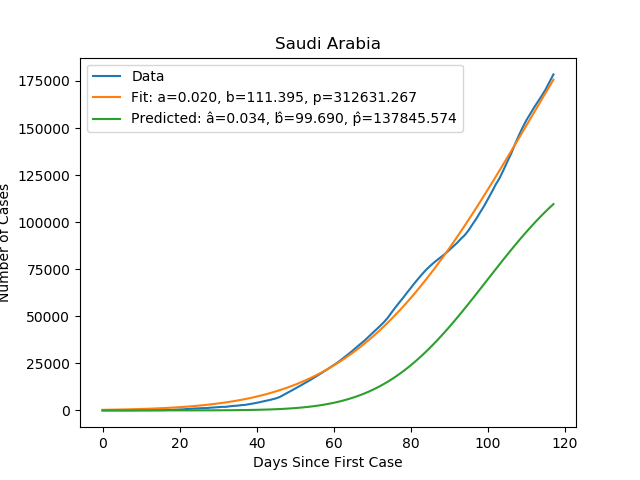 Saudi Arabia
Data
Fit: a=0.020, b=111.395, p=312631.267
Predicted: â=0.034, b̂=99.690, p̂=137845.574
175000
150000
125000
100000
75000
50000
25000
0
Number of Cases
0 20 40 60 80 100 120
Days Since First Case